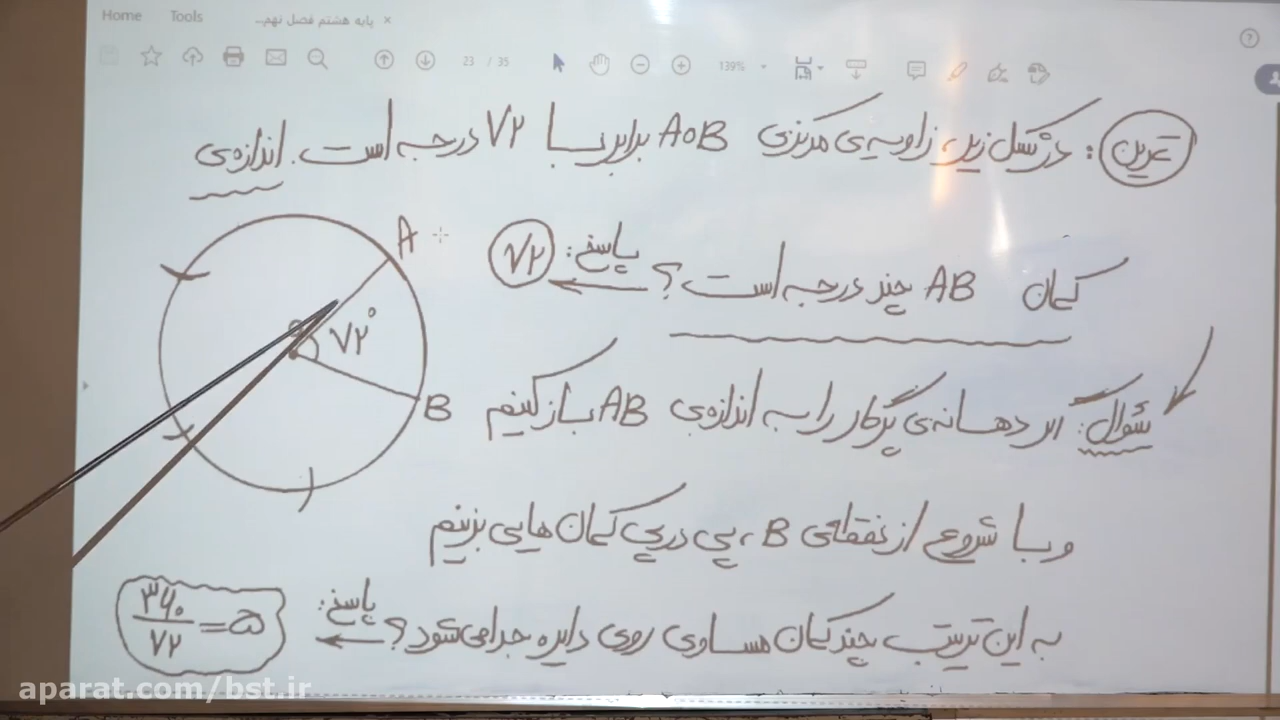 Home Tools پایه هشتم فصل نهم... ×
23 / 35 139%
تمرین : در شکل زیر، زاویه‌ی مرکزی AOB برابر با ۷۲ درجه است. اندازه‌ی
کمان AB چند درجه است؟ پاسخ: ۷۲
A
O ۷۲°
B
سئوال: اگر دهانه‌ی پرگار را به اندازه‌ی AB باز کنیم
و با شروع از نقطه‌ی B، پی در پی کمان هایی بزنیم
به این ترتیب چند کمان مساوی روی دایره جدا می‌شود؟ پاسخ:
۳۶۰/۷۲ = ۵
aparat.com/bst.ir